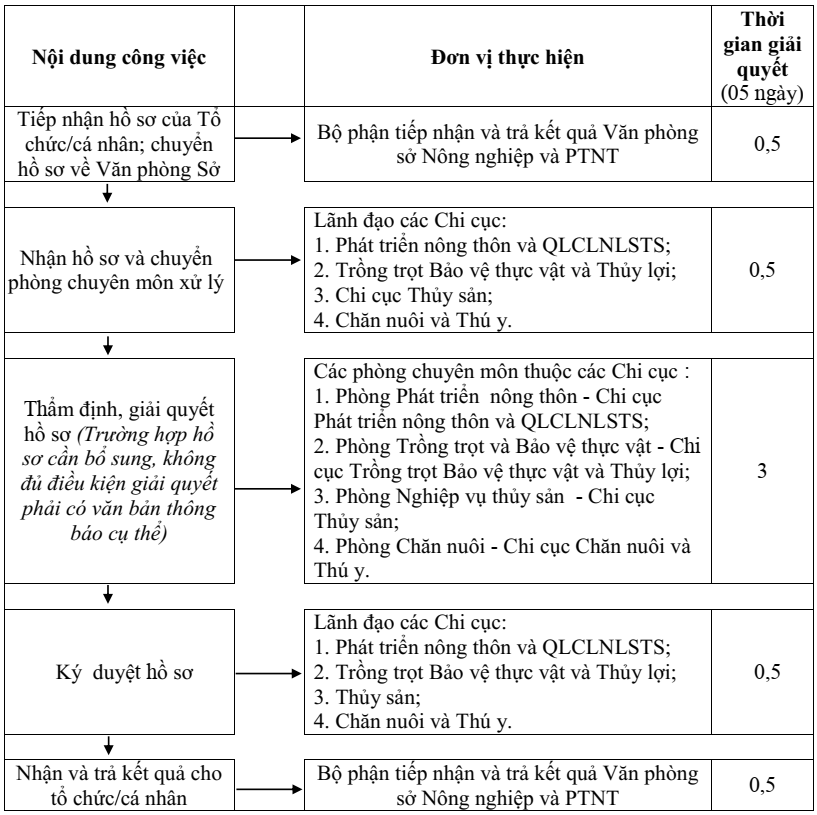 Nội dung công việc
Đơn vị thực hiện
Thời
gian giải
quyết
(05 ngày)
Tiếp nhận hồ sơ của Tổ
chức/cá nhân; chuyển
hồ sơ về Văn phòng Sở
Bộ phận tiếp nhận và trả kết quả Văn phòng
sở Nông nghiệp và PTNT
0,5
Nhận hồ sơ và chuyển
phòng chuyên môn xử lý
Lãnh đạo các Chi cục:
1. Phát triển nông thôn và QLCLNLSTS;
2. Trồng trọt Bảo vệ thực vật và Thủy lợi;
3. Chi cục Thủy sản;
4. Chăn nuôi và Thú y.
0,5
Thẩm định, giải quyết
hồ sơ (Trường hợp hồ
sơ cần bổ sung, không
đủ điều kiện giải quyết
phải có văn bản thông
báo cụ thể)
Các phòng chuyên môn thuộc các Chi cục :
1. Phòng Phát triển nông thôn - Chi cục
Phát triển nông thôn và QLCLNLSTS;
2. Phòng Trồng trọt và Bảo vệ thực vật - Chi
cục Trồng trọt Bảo vệ thực vật và Thủy lợi;
3. Phòng Nghiệp vụ thủy sản - Chi cục
Thủy sản;
4. Phòng Chăn nuôi - Chi cục Chăn nuôi và
Thú y.
3
Ký duyệt hồ sơ
Lãnh đạo các Chi cục:
1. Phát triển nông thôn và QLCLNLSTS;
2. Trồng trọt Bảo vệ thực vật và Thủy lợi;
3. Thủy sản;
4. Chăn nuôi và Thú y.
0,5
Nhận và trả kết quả cho
tổ chức/cá nhân
Bộ phận tiếp nhận và trả kết quả Văn phòng
sở Nông nghiệp và PTNT
0,5